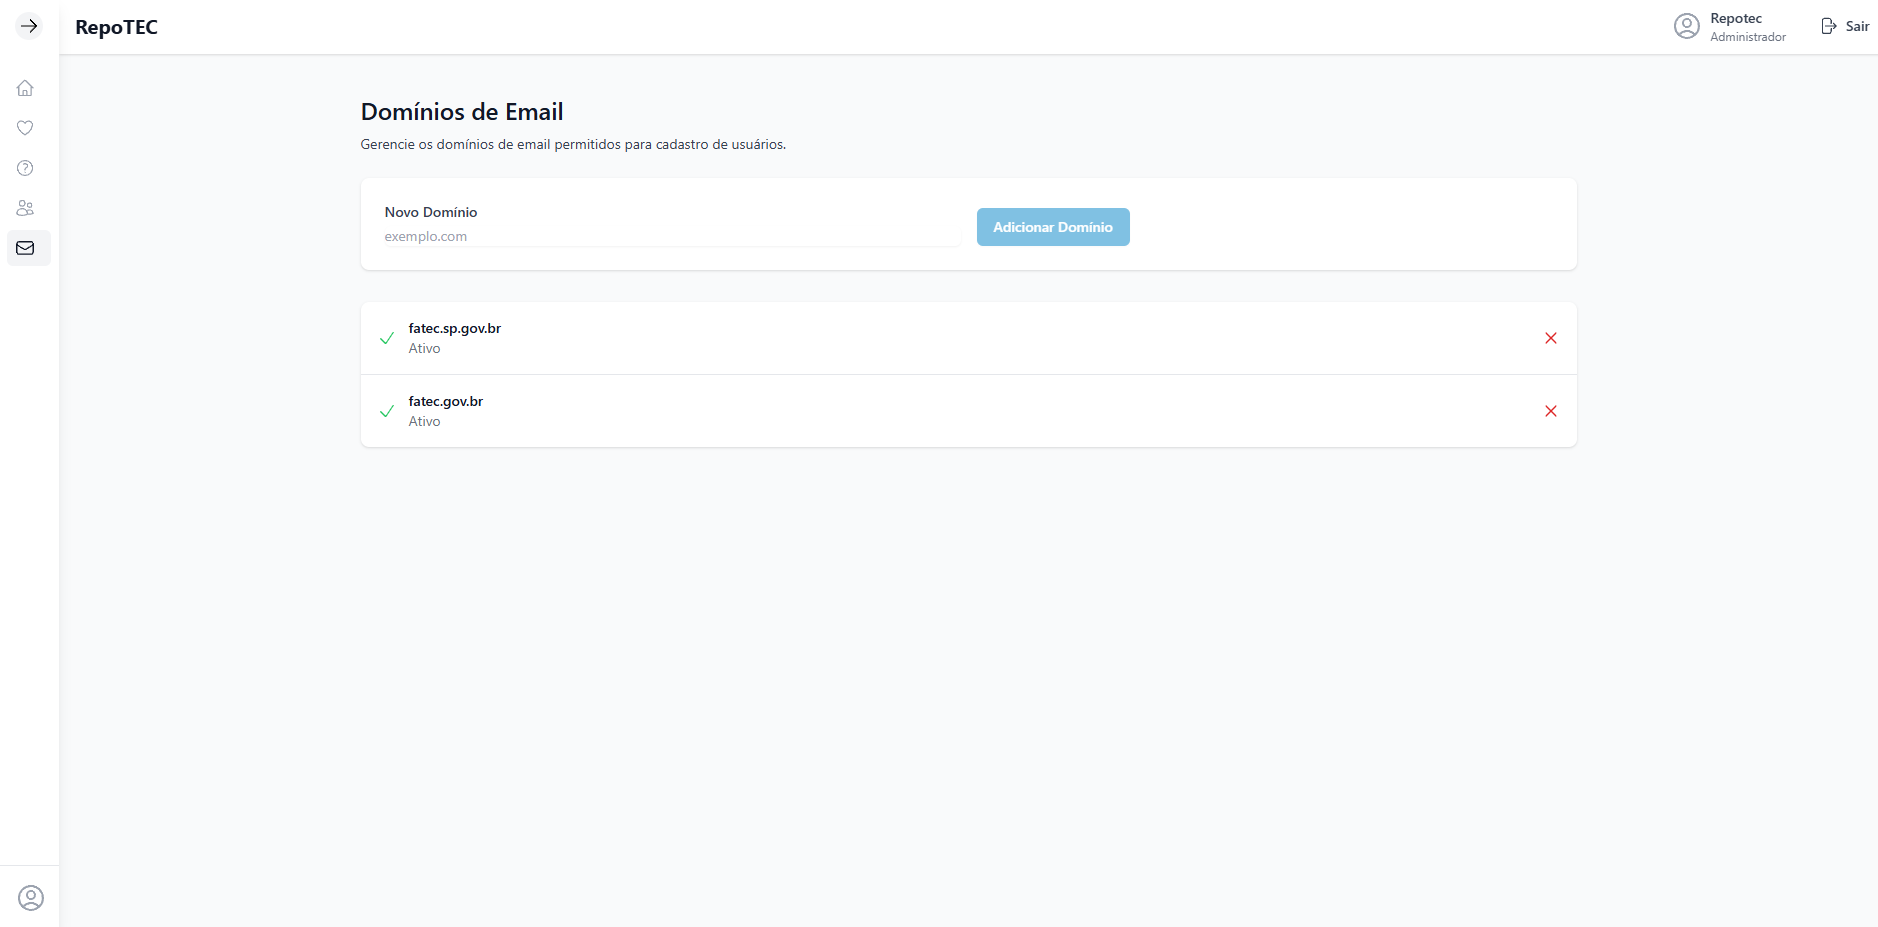 RepoTEC
Repotec
Administrador
Sair
Domínios de Email
Gerencie os domínios de email permitidos para cadastro de usuários.
Novo Domínio
exemplo.com
Adicionar Domínio
fatec.sp.gov.br
Ativo
fatec.gov.br
Ativo